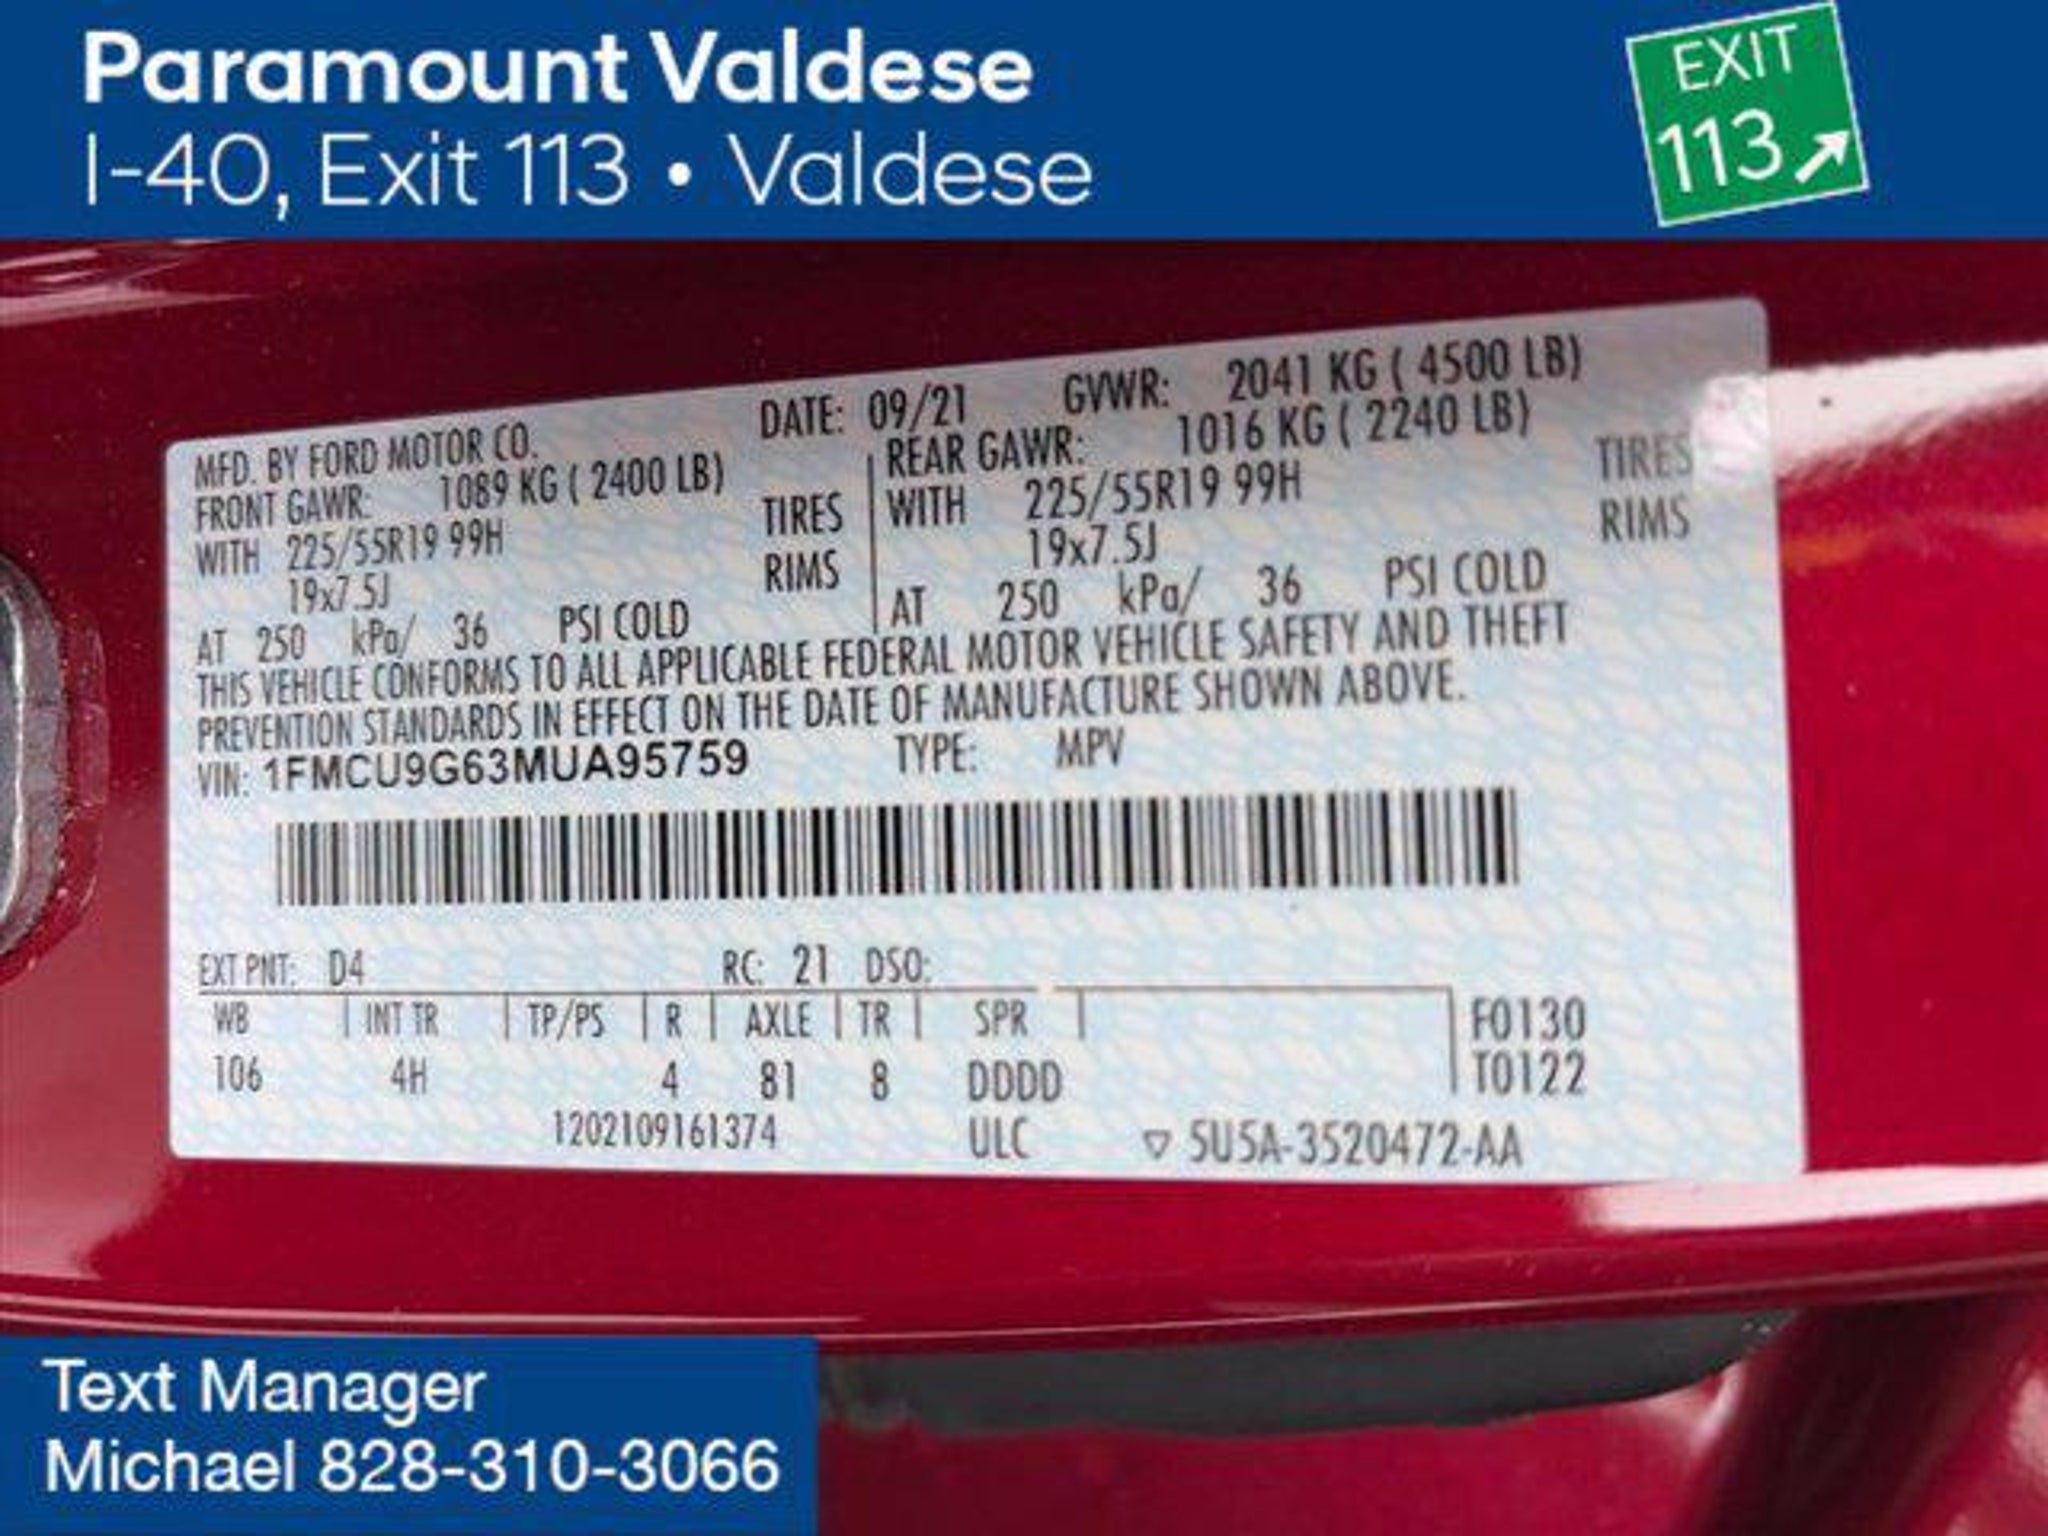 Paramount Valdese
I-40, Exit 113 • Valdese
EXIT
113
MFD. BY FORD MOTOR CO.
DATE: 09/21 GVWR: 2041 KG ( 4500 LB)
FRONT GAWR: 1089 KG ( 2400 LB)
WITH 225/55R19 99H TIRES
19x7.5J RIMS
AT 250 kPa/ 36 PSI COLD
REAR GAWR: 1016 KG ( 2240 LB)
WITH 225/55R19 99H TIRES
19x7.5J RIMS
AT 250 kPa/ 36 PSI COLD
THIS VEHICLE CONFORMS TO ALL APPLICABLE FEDERAL MOTOR VEHICLE SAFETY AND THEFT
PREVENTION STANDARDS IN EFFECT ON THE DATE OF MANUFACTURE SHOWN ABOVE.
VIN: 1FMCU9G63MUA95759 TYPE: MPV
EXT PNT: D4 RC: 21 DSO:
WB INT TR TP/PS R AXLE TR SPR F0130
106 4H 4 81 8 DDDD T0122
1202109161374 ULC ▽ 5U5A-3520472-AA
Text Manager
Michael 828-310-3066